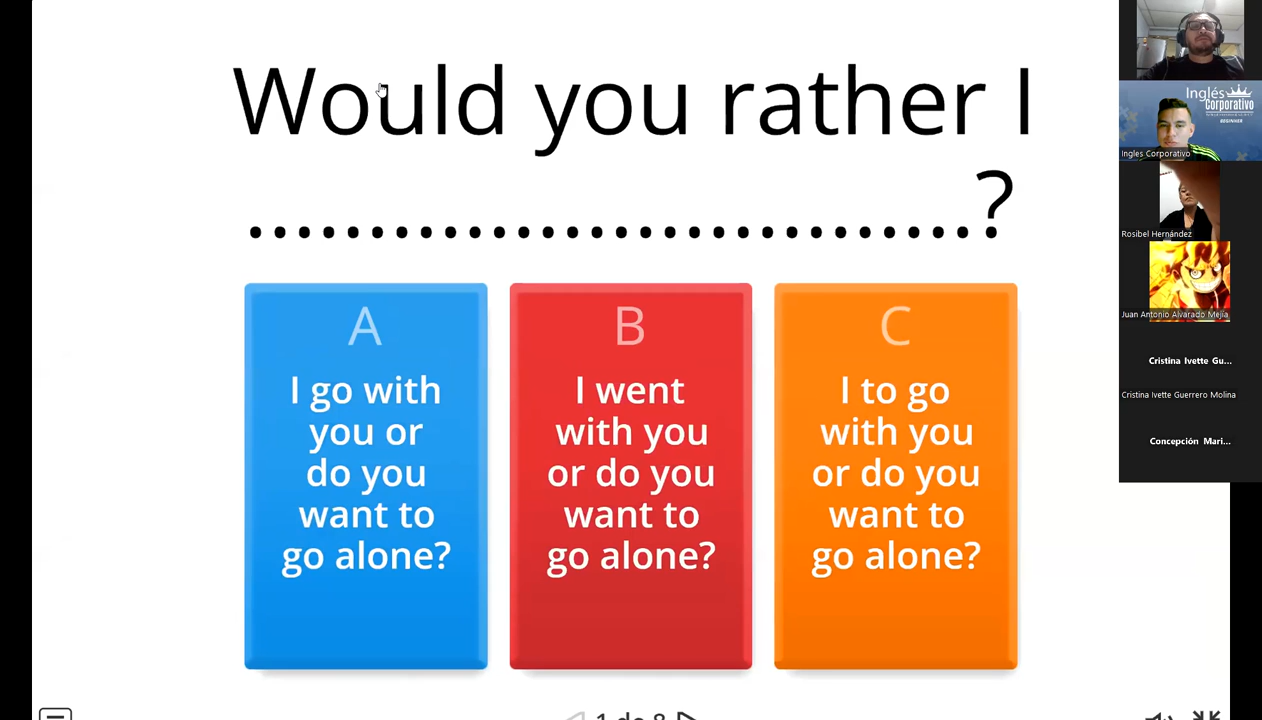 Would you rather I
................................?
A
I go with
you or
do you
want to
go alone?
B
I went
with you
or do you
want to
go alone?
C
I to go
with you
or do you
want to
go alone?
1 de 8
Inglés
Corporativo
BEGINNER
Ingles Corporativo
Rosibel Hernández
Juan Antonio Alvarado Mejía
Cristina Ivette Gu...
Cristina Ivette Guerrero Molina
Concepción Mari...